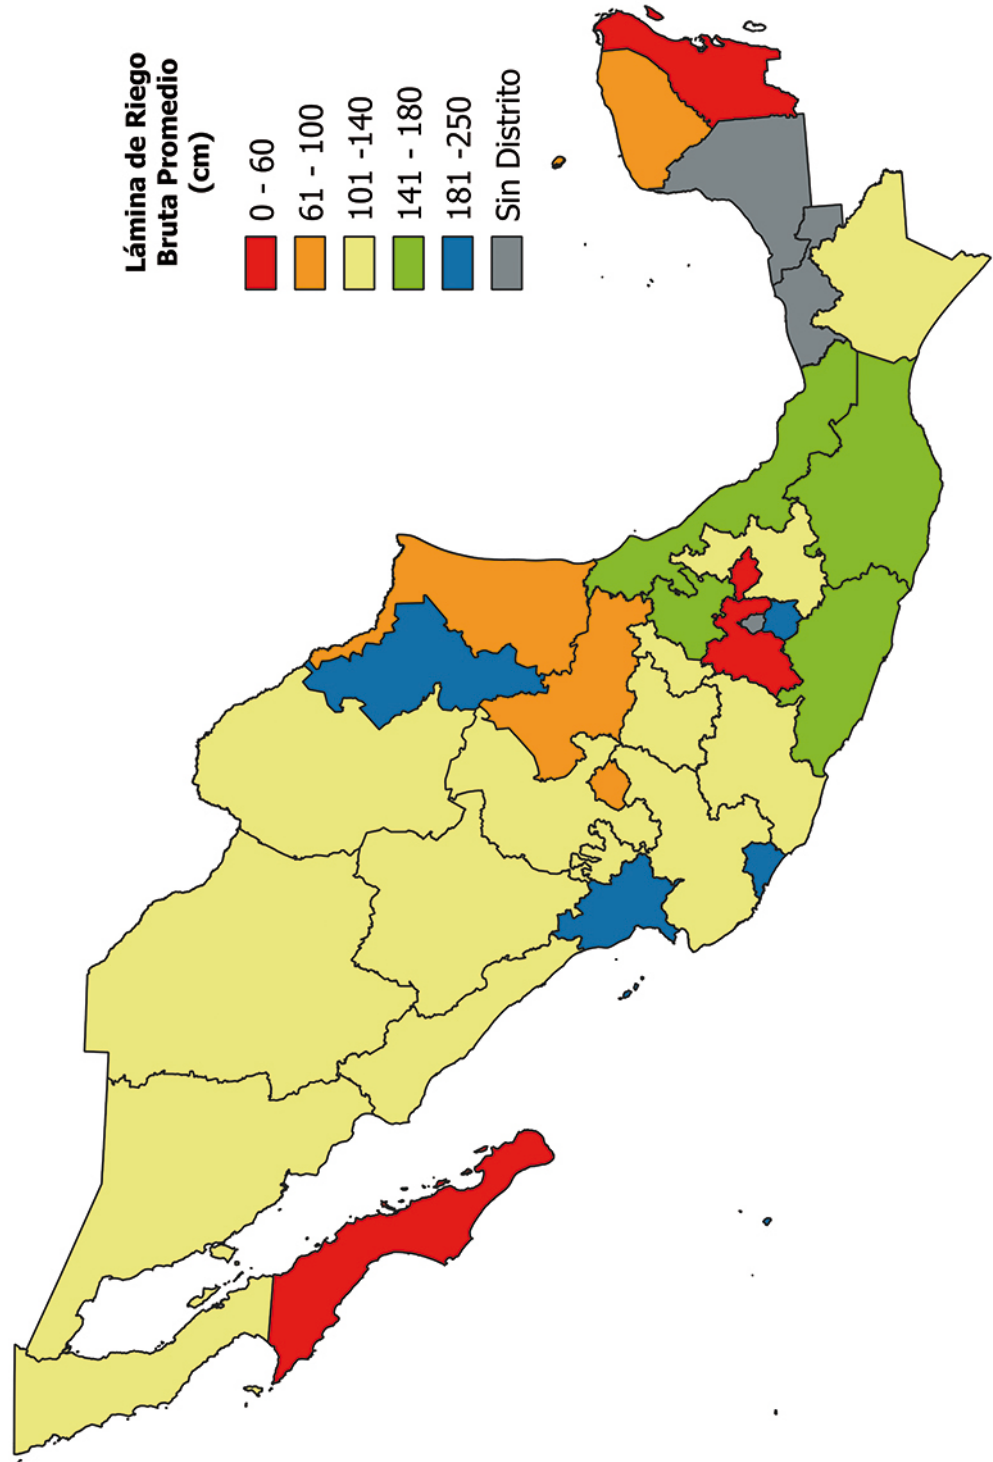 Lámina de Riego
Bruta Promedio
(cm)
0 - 60
61 - 100
101 -140
141 - 180
181 -250
Sin Distrito